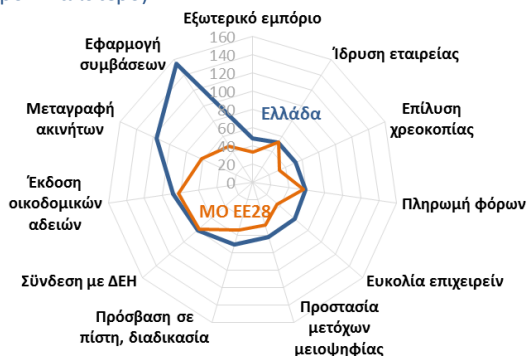 Εξωτερικό εμπόριο
Ίδρυση εταιρείας
Επίλυση
χρεοκοπίας
Πληρωμή φόρων
Ευκολία επιχειρείν
Προστασία
μετόχων
μειοψηφίας
Πρόσβαση σε
πίστη, διαδικασία
Σϋνδεση με ΔΕΗ
Έκδοση
οικοδομικών
αδειών
Μεταγραφή
ακινήτων
Εφαρμογή
συμβάσεων
160
140
120
100
80
60
40
20
0
Ελλάδα
ΜΟ ΕΕ28